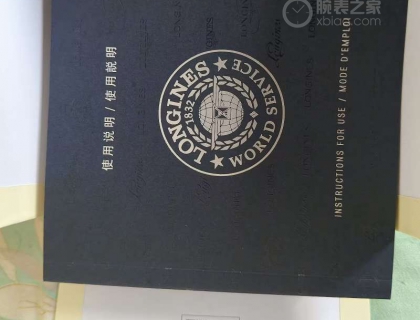 腕表之家
xbiao.com
使用说明 / 使用説明
LONGINES
1832
WORLD SERVICE
INSTRUCTIONS FOR USE / MODE D'EMPLOI